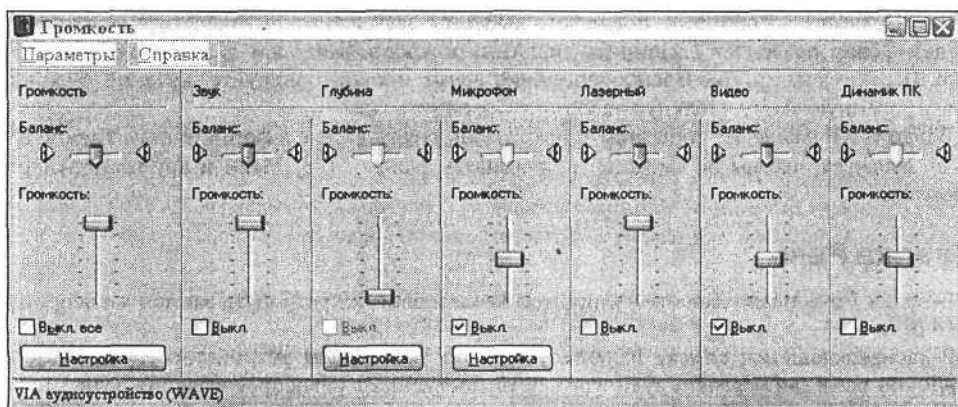 Громкость
Параметры Справка
Громкость Звук Глубина Микрофон Лазерный Видео Динамик ПК
Баланс: Баланс: Баланс: Баланс: Баланс: Баланс: Баланс:
Громкость: Громкость: Громкость: Громкость: Громкость: Громкость: Громкость:
Выкл. все Выкл. Выкл. Выкл. Выкл. Выкл. Выкл.
Настройка Настройка Настройка
VIA аудиоустройство (WAVE)